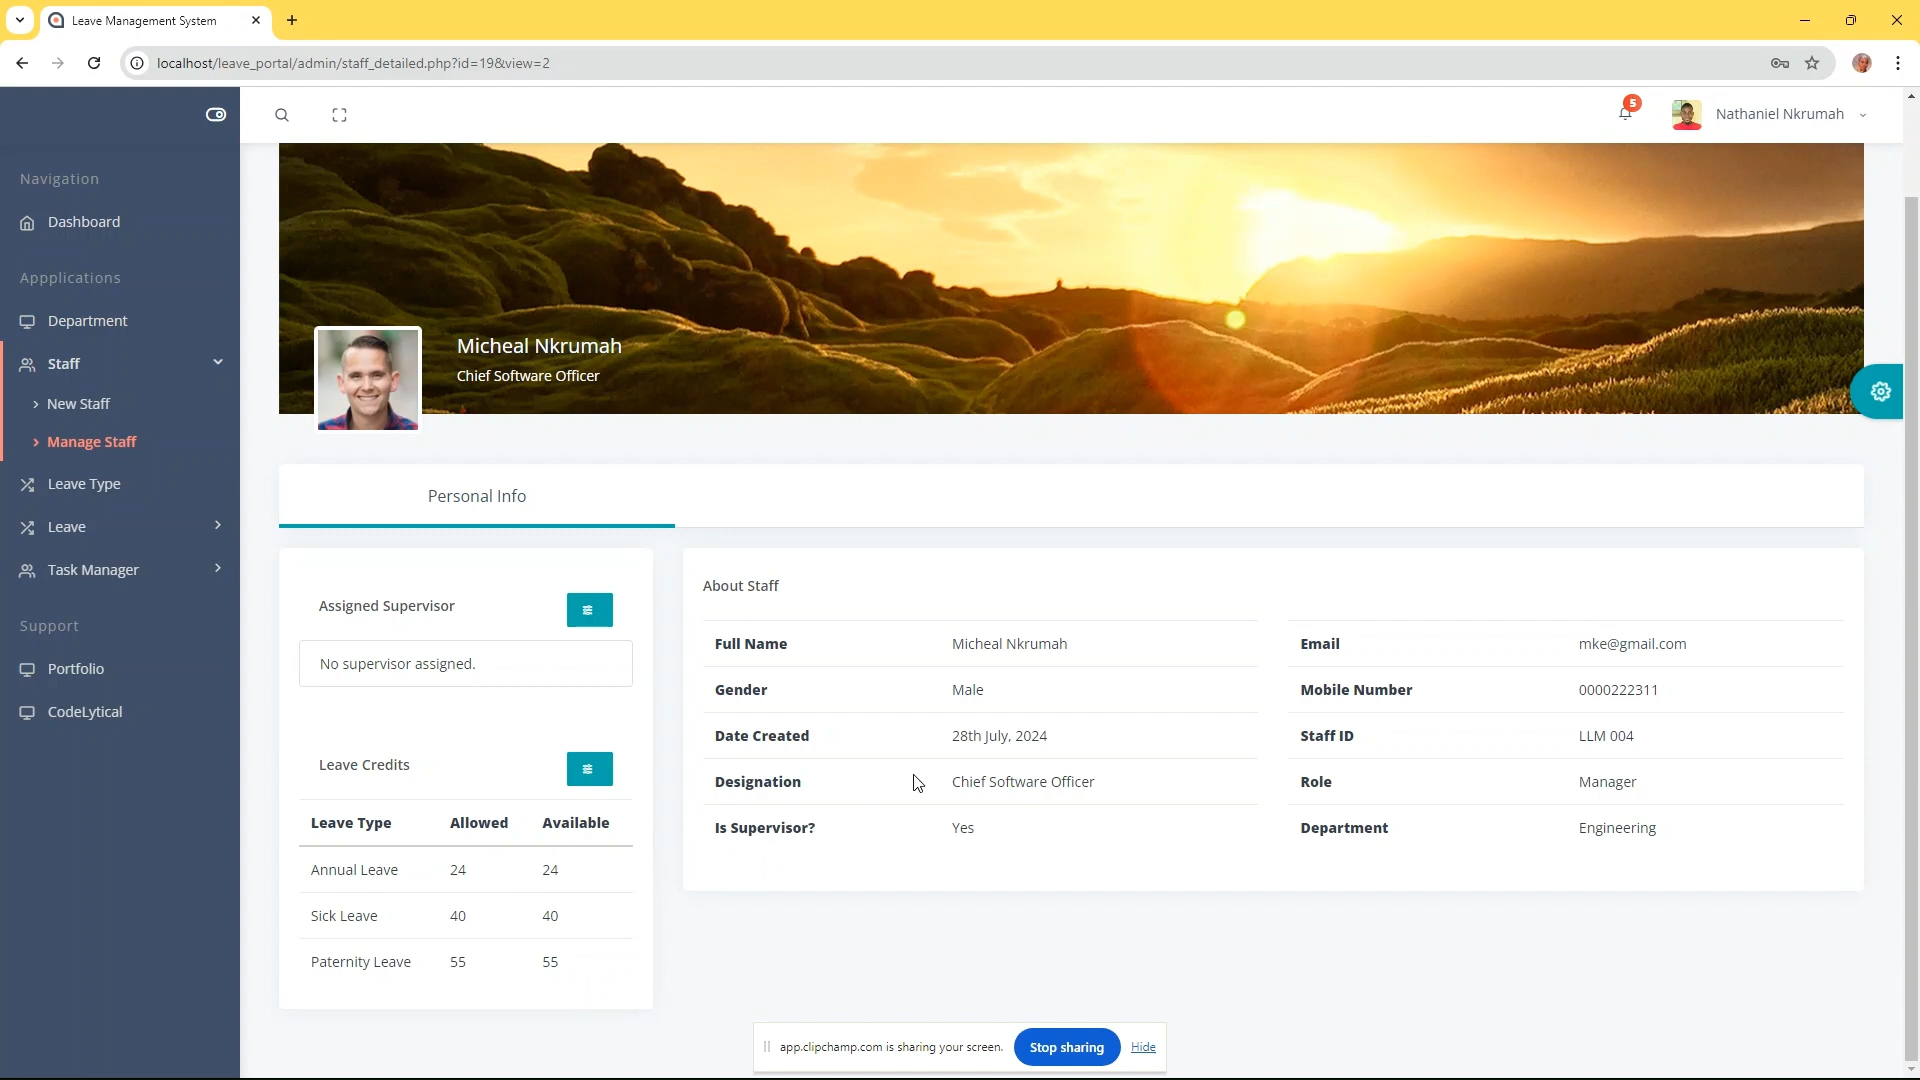 Leave Management System
localhost/leave_portal/admin/staff_detailed.php?id=19&view=2
5
Nathaniel Nkrumah
Navigation
Dashboard
Appplications
Department
Staff
New Staff
Manage Staff
Leave Type
Leave
Task Manager
Support
Portfolio
CodeLytical
Micheal Nkrumah
Chief Software Officer
Personal Info
Assigned Supervisor
No supervisor assigned.
Leave Credits
Leave Type Allowed Available
Annual Leave 24 24
Sick Leave 40 40
Paternity Leave 55 55
About Staff
Full Name Micheal Nkrumah
Gender Male
Date Created 28th July, 2024
Designation Chief Software Officer
Is Supervisor? Yes
Email mke@gmail.com
Mobile Number 0000222311
Staff ID LLM 004
Role Manager
Department Engineering
app.clipchamp.com is sharing your screen. Stop sharing Hide